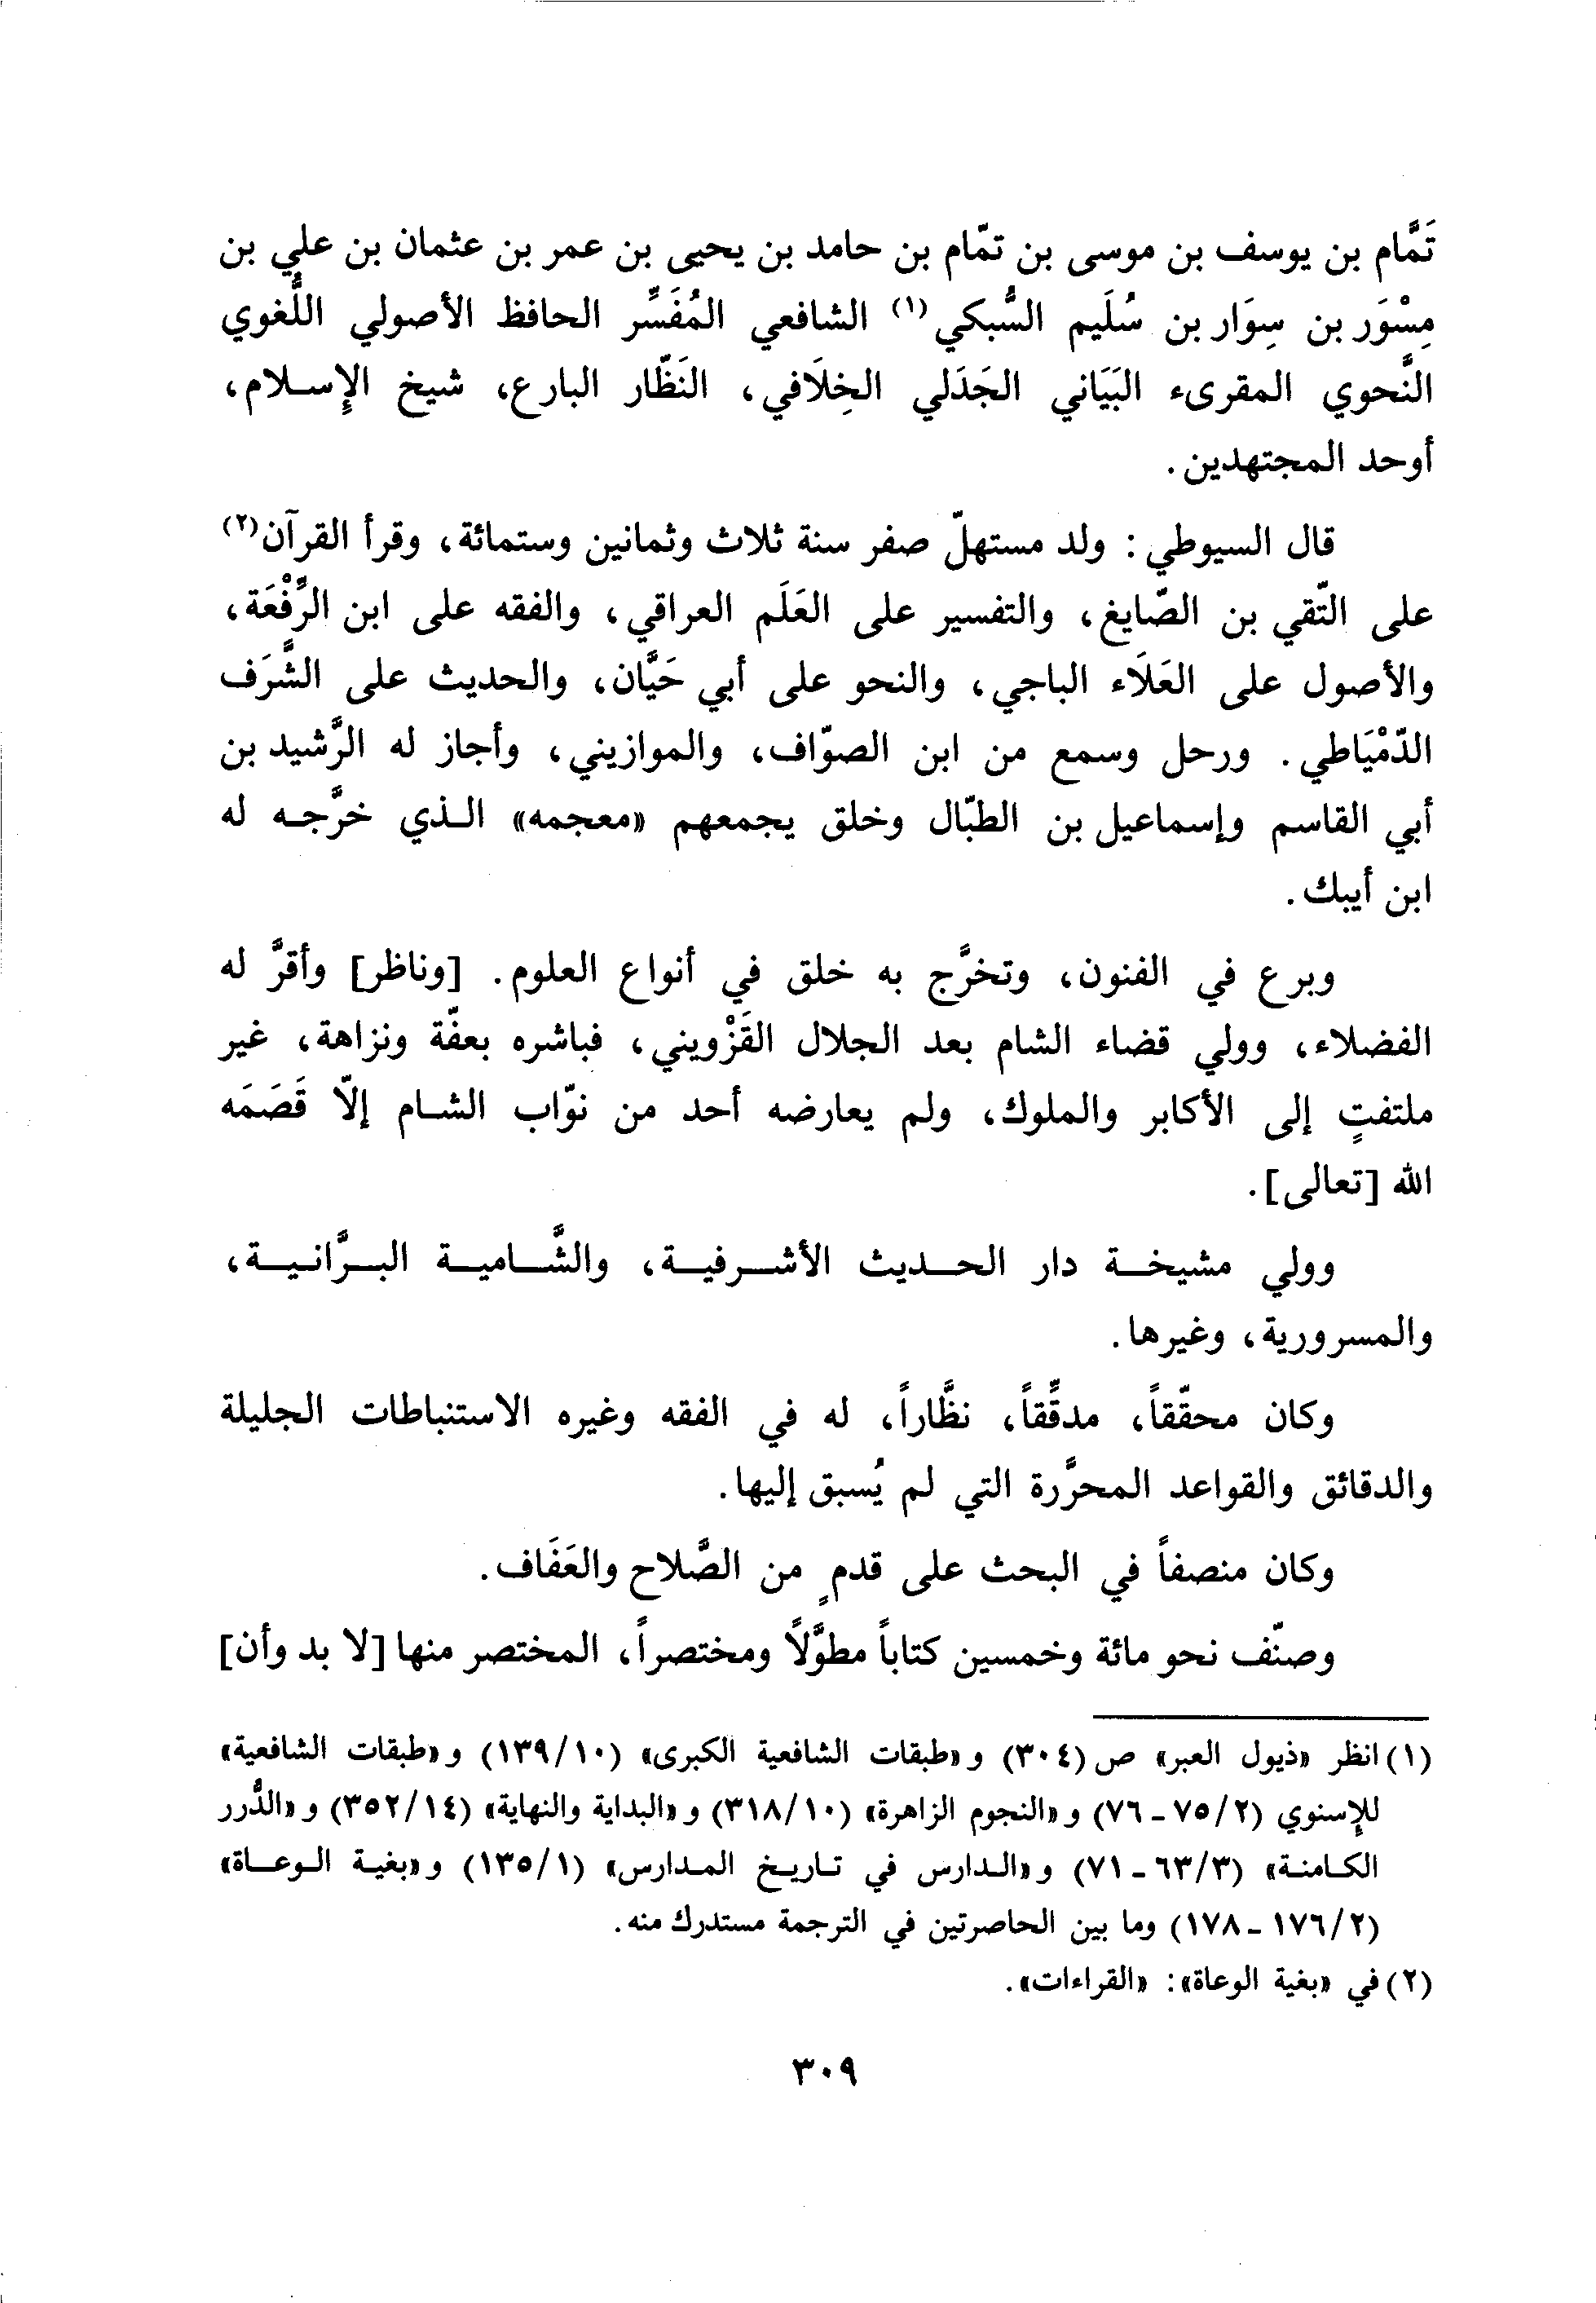 تَمَّام بن يوسف بن موسى بن تمّام بن حامد بن يحيى بن عمر بن عثمان بن علي بن
مِسْوَر بن سِوَار بن سُلَيم السُّبكي(١) الشافعي المُفَسِّر الحافظ الأصولي اللُّغوي
النَّحوي المقرىء البَيَاني الجَدَلي الخِلَافي، النَظّار البارع، شيخ الإسلام،
أوحد المجتهدين.
قال السيوطي: ولد مستهلّ صفر سنة ثلاث وثمانين وستمائة، وقرأ القرآن(٢)
على التّقي بن الصّايغ، والتفسير على العَلَم العراقي، والفقه على ابن الرِّفْعَة،
والأصول على العَلَاء الباجي، والنحو على أبي حَيَّان، والحديث على الشَّرَف
الدّمْيَاطي. ورحل وسمع من ابن الصوّاف، والموازيني، وأجاز له الرَّشيد بن
أبي القاسم وإسماعيل بن الطبّال وخلق يجمعهم «معجمه» الذي خرَّجه له
ابن أيبك.
وبرع في الفنون، وتخرَّج به خلق في أنواع العلوم. [وناظر] وأقرَّ له
الفضلاء، وولي قضاء الشام بعد الجلال القَزْويني، فباشره بعفّة ونزاهة، غير
ملتفتٍ إلى الأكابر والملوك، ولم يعارضه أحد من نوّاب الشام إلّا قَصَمَه
الله [تعالى].
وولي مشيخة دار الحديث الأشرفية، والشَّامية البرَّانية،
والمسرورية، وغيرها.
وكان محقّقاً، مدقِّقاً، نظَّاراً، له في الفقه وغيره الاستنباطات الجليلة
والدقائق والقواعد المحرَّرة التي لم يُسبق إليها.
وكان منصفاً في البحث على قدمٍ من الصَّلاح والعَفَاف.
وصنّف نحو مائة وخمسين كتاباً مطوَّلاً ومختصراً، المختصر منها [لا بد وأن]
(١) انظر «ذيول العبر» ص (٣٠٤) و«طبقات الشافعية الكبرى» (١٣٩/١٠) و«طبقات الشافعية»
للإسنوي (٧٥/٢ - ٧٦) و«النجوم الزاهرة» (٣١٨/١٠) و«البداية والنهاية» (٣٥٢/١٤) و«الدُّرر
الكامنة» (٦٣/٣ - ٧١) و«الدارس في تاريخ المدارس» (١٣٥/١) و«بغية الوعاة»
(١٧٦/٢ - ١٧٨) وما بين الحاصرتين في الترجمة مستدرك منه.
(٢) في «بغية الوعاة»: «القراءات».
٣٠٩